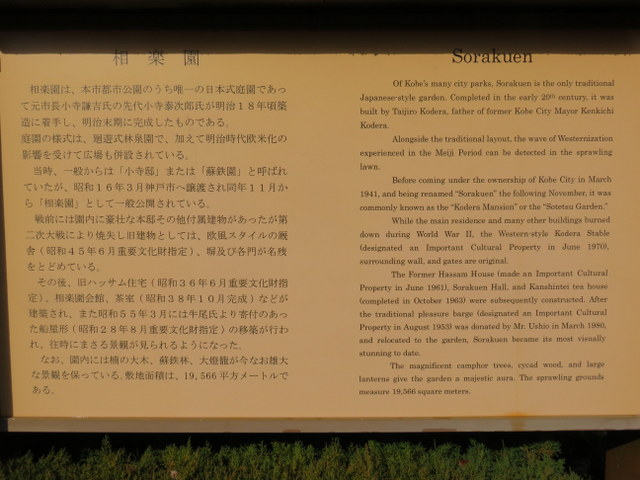 相楽園
相楽園は、本市都市公園のうち唯一の日本式庭園であっ
て元市長小寺謙吉氏の先代小寺泰次郎氏が明治１８年頃築
造に着手し、明治末期に完成したものである。
庭園の様式は、廻遊式林泉園で、加えて明治時代欧米化の
影響を受けて広場も併設されている。
当時、一般からは「小寺邸」または「蘇鉄園」と呼ばれ
ていたが、昭和１６年３月神戸市へ譲渡され同年１１月か
ら「相楽園」として一般公開されている。
戦前には園内に豪壮な本邸その他付属建物があったが第
二次大戦により焼失し旧建物としては、欧風スタイルの厩
舎（昭和４５年６月重要文化財指定）、塀及び各門が名残
をとどめている。
その後、旧ハッサム住宅（昭和３６年６月重要文化財指
定）、相楽園会館、茶室（昭和３８年１０月完成）などが
建築され、また昭和５５年３月には牛尾氏より寄付のあっ
た船屋形（昭和２８年８月重要文化財指定）の移築が行わ
れ、往時にまさる景観が見られるようになった。
なお、園内には楠の大木、蘇鉄林、大燈籠が今なお雄大
な景観を保っている。敷地面積は、19,566 平方メートルで
ある。
Sorakuen
Of Kobe's many city parks, Sorakuen is the only traditional
Japanese-style garden. Completed in the early 20th century, it was
built by Taijiro Kodera, father of former Kobe City Mayor Kenkichi
Kodera.
Alongside the traditional layout, the wave of Westernization
experienced in the Meiji Period can be detected in the sprawling
lawn.
Before coming under the ownership of Kobe City in March
1941, and being renamed "Sorakuen" the following November, it was
commonly known as the "Kodera Mansion" or the "Sotetsu Garden."
While the main residence and many other buildings burned
down during World War II, the Western-style Kodera Stable
(designated an Important Cultural Property in June 1970),
surrounding wall, and gates are original.
The Former Hassam House (made an Important Cultural
Property in June 1961), Sorakuen Hall, and Kanshintei tea house
(completed in October 1963) were subsequently constructed. After
the traditional pleasure barge (designated an Important Cultural
Property in August 1953) was donated by Mr. Ushio in March 1980,
and relocated to the garden, Sorakuen became its most visually
stunning to date.
The magnificent camphor trees, cycad wood, and large
lanterns give the garden a majestic aura. The sprawling grounds
measure 19,566 square meters.